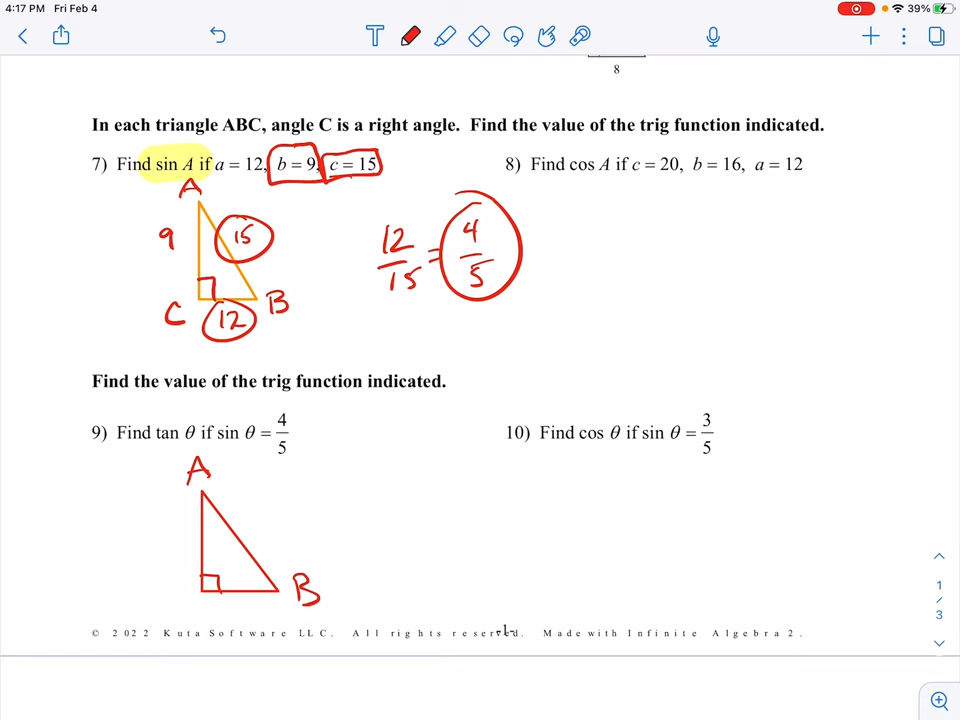 4:17 PM Fri Feb 4
39%
8
In each triangle ABC, angle C is a right angle. Find the value of the trig function indicated.
7) Find sin A if a = 12, b = 9, c = 15
8) Find cos A if c = 20, b = 16, a = 12
A
9
15
C
12
B
12/15 = 4/5
Find the value of the trig function indicated.
9) Find tan θ if sin θ = 4/5
10) Find cos θ if sin θ = 3/5
A
B
© 2022 Kuta Software LLC. All rights reserved. Made with Infinite Algebra 2.
-1-
1
/
3